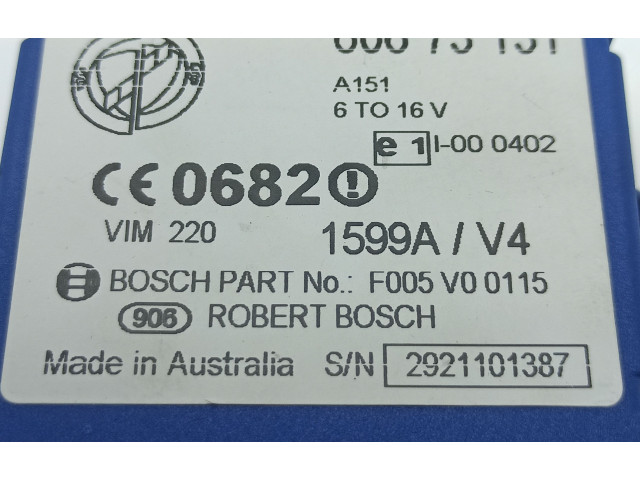 A151
6 TO 16 V
e 1 I-00 0402
CE 0682
VIM 220 1599A / V4
BOSCH PART No.: F005 V0 0115
906 ROBERT BOSCH
Made in Australia S/N 2921101387